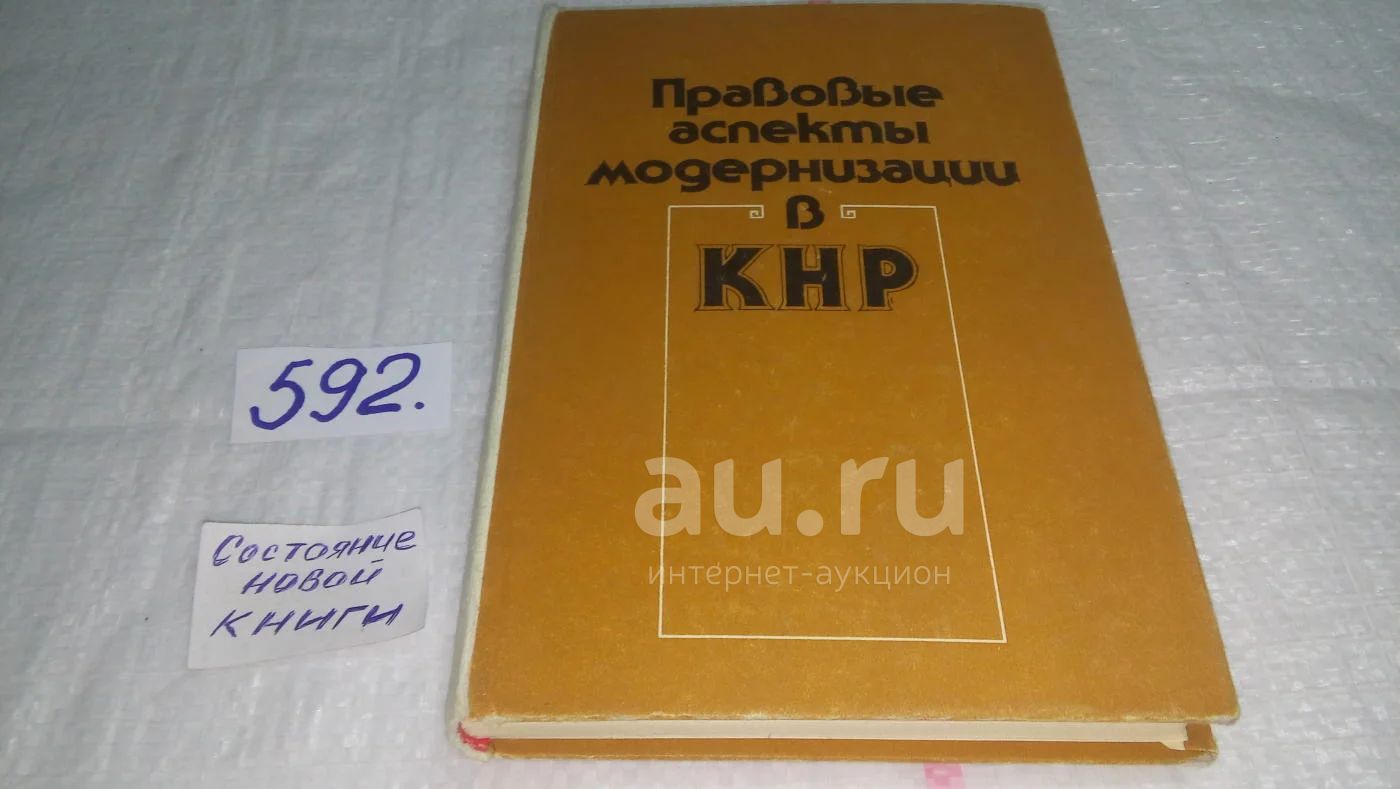 Правовые
аспекты
модернизации
в
КНР
592.
Состояние
новой
книги
au.ru
интернет-аукцион